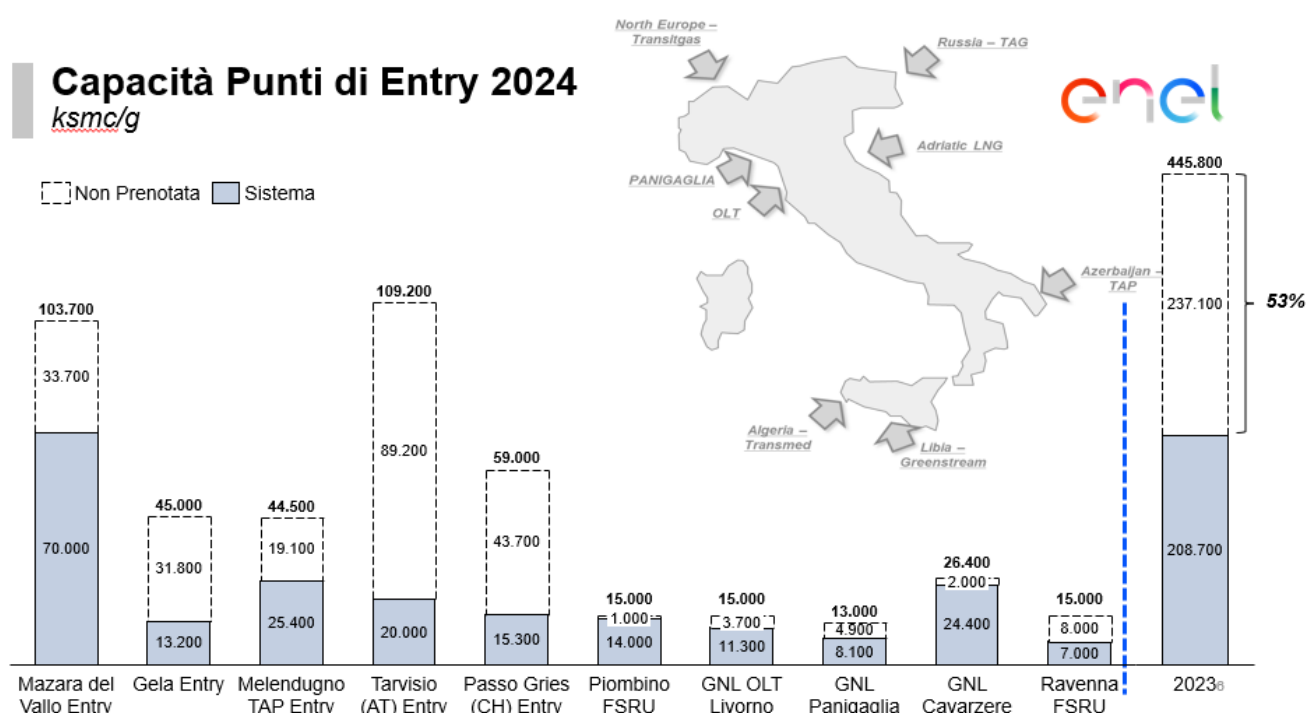 Capacità Punti di Entry 2024
ksmc/g
Non Prenotata
Sistema
enel
North Europe –
Transitgas
Russia – TAG
Adriatic LNG
PANIGAGLIA
OLT
Azerbaijan –
TAP
Algeria –
Transmed
Libia –
Greenstream
103.700
33.700
70.000
45.000
31.800
13.200
44.500
19.100
25.400
109.200
89.200
20.000
59.000
43.700
15.300
15.000
1.000
14.000
15.000
3.700
11.300
13.000
4.900
8.100
26.400
2.000
24.400
15.000
8.000
7.000
445.800
237.100
208.700
53%
Mazara del
Vallo Entry
Gela Entry
Melendugno
TAP Entry
Tarvisio
(AT) Entry
Passo Gries
(CH) Entry
Piombino
FSRU
GNL OLT
Livorno
GNL
Panigaglia
GNL
Cavarzere
Ravenna
FSRU
2023
6